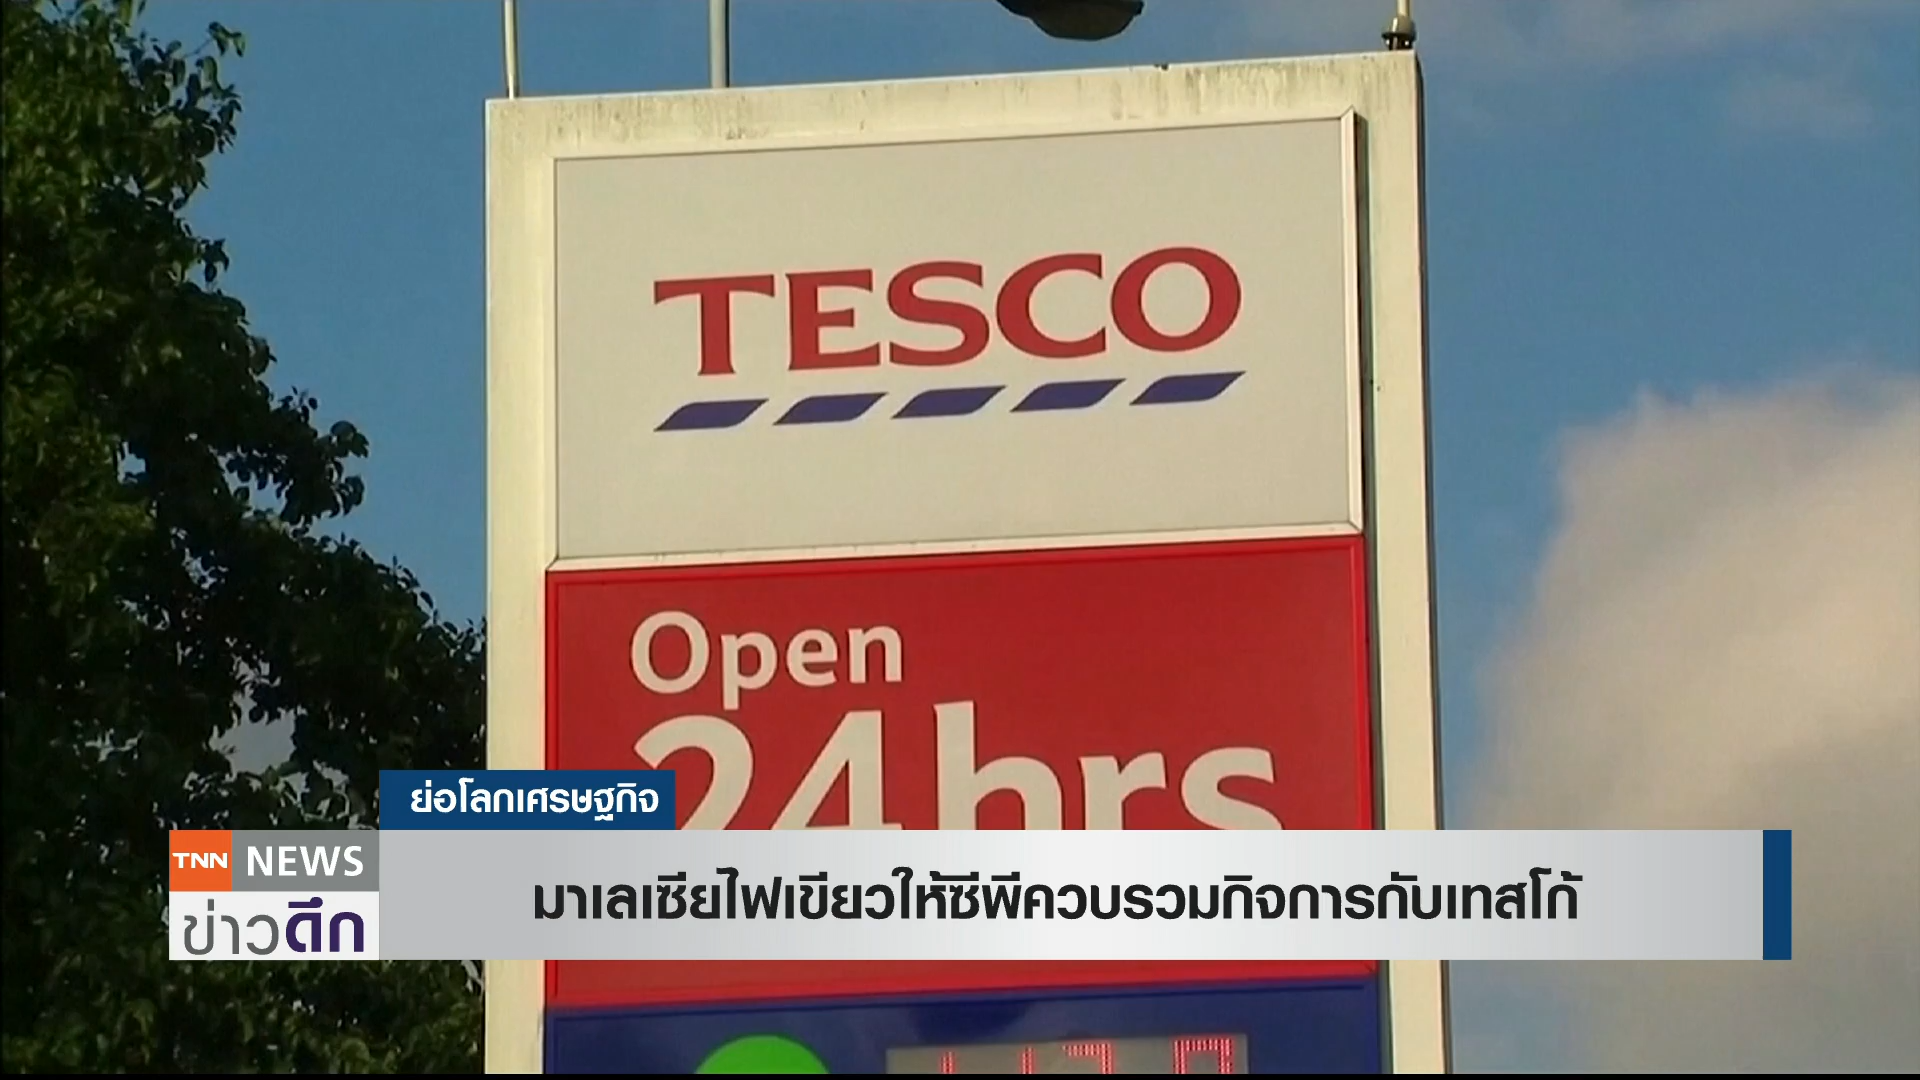 TESCO
Open
24hrs
ย่อโลกเศรษฐกิจ
TNN NEWS
ข่าวดึก
มาเลเซียไฟเขียวให้ซีพีควบรวมกิจการกับเทสโก้